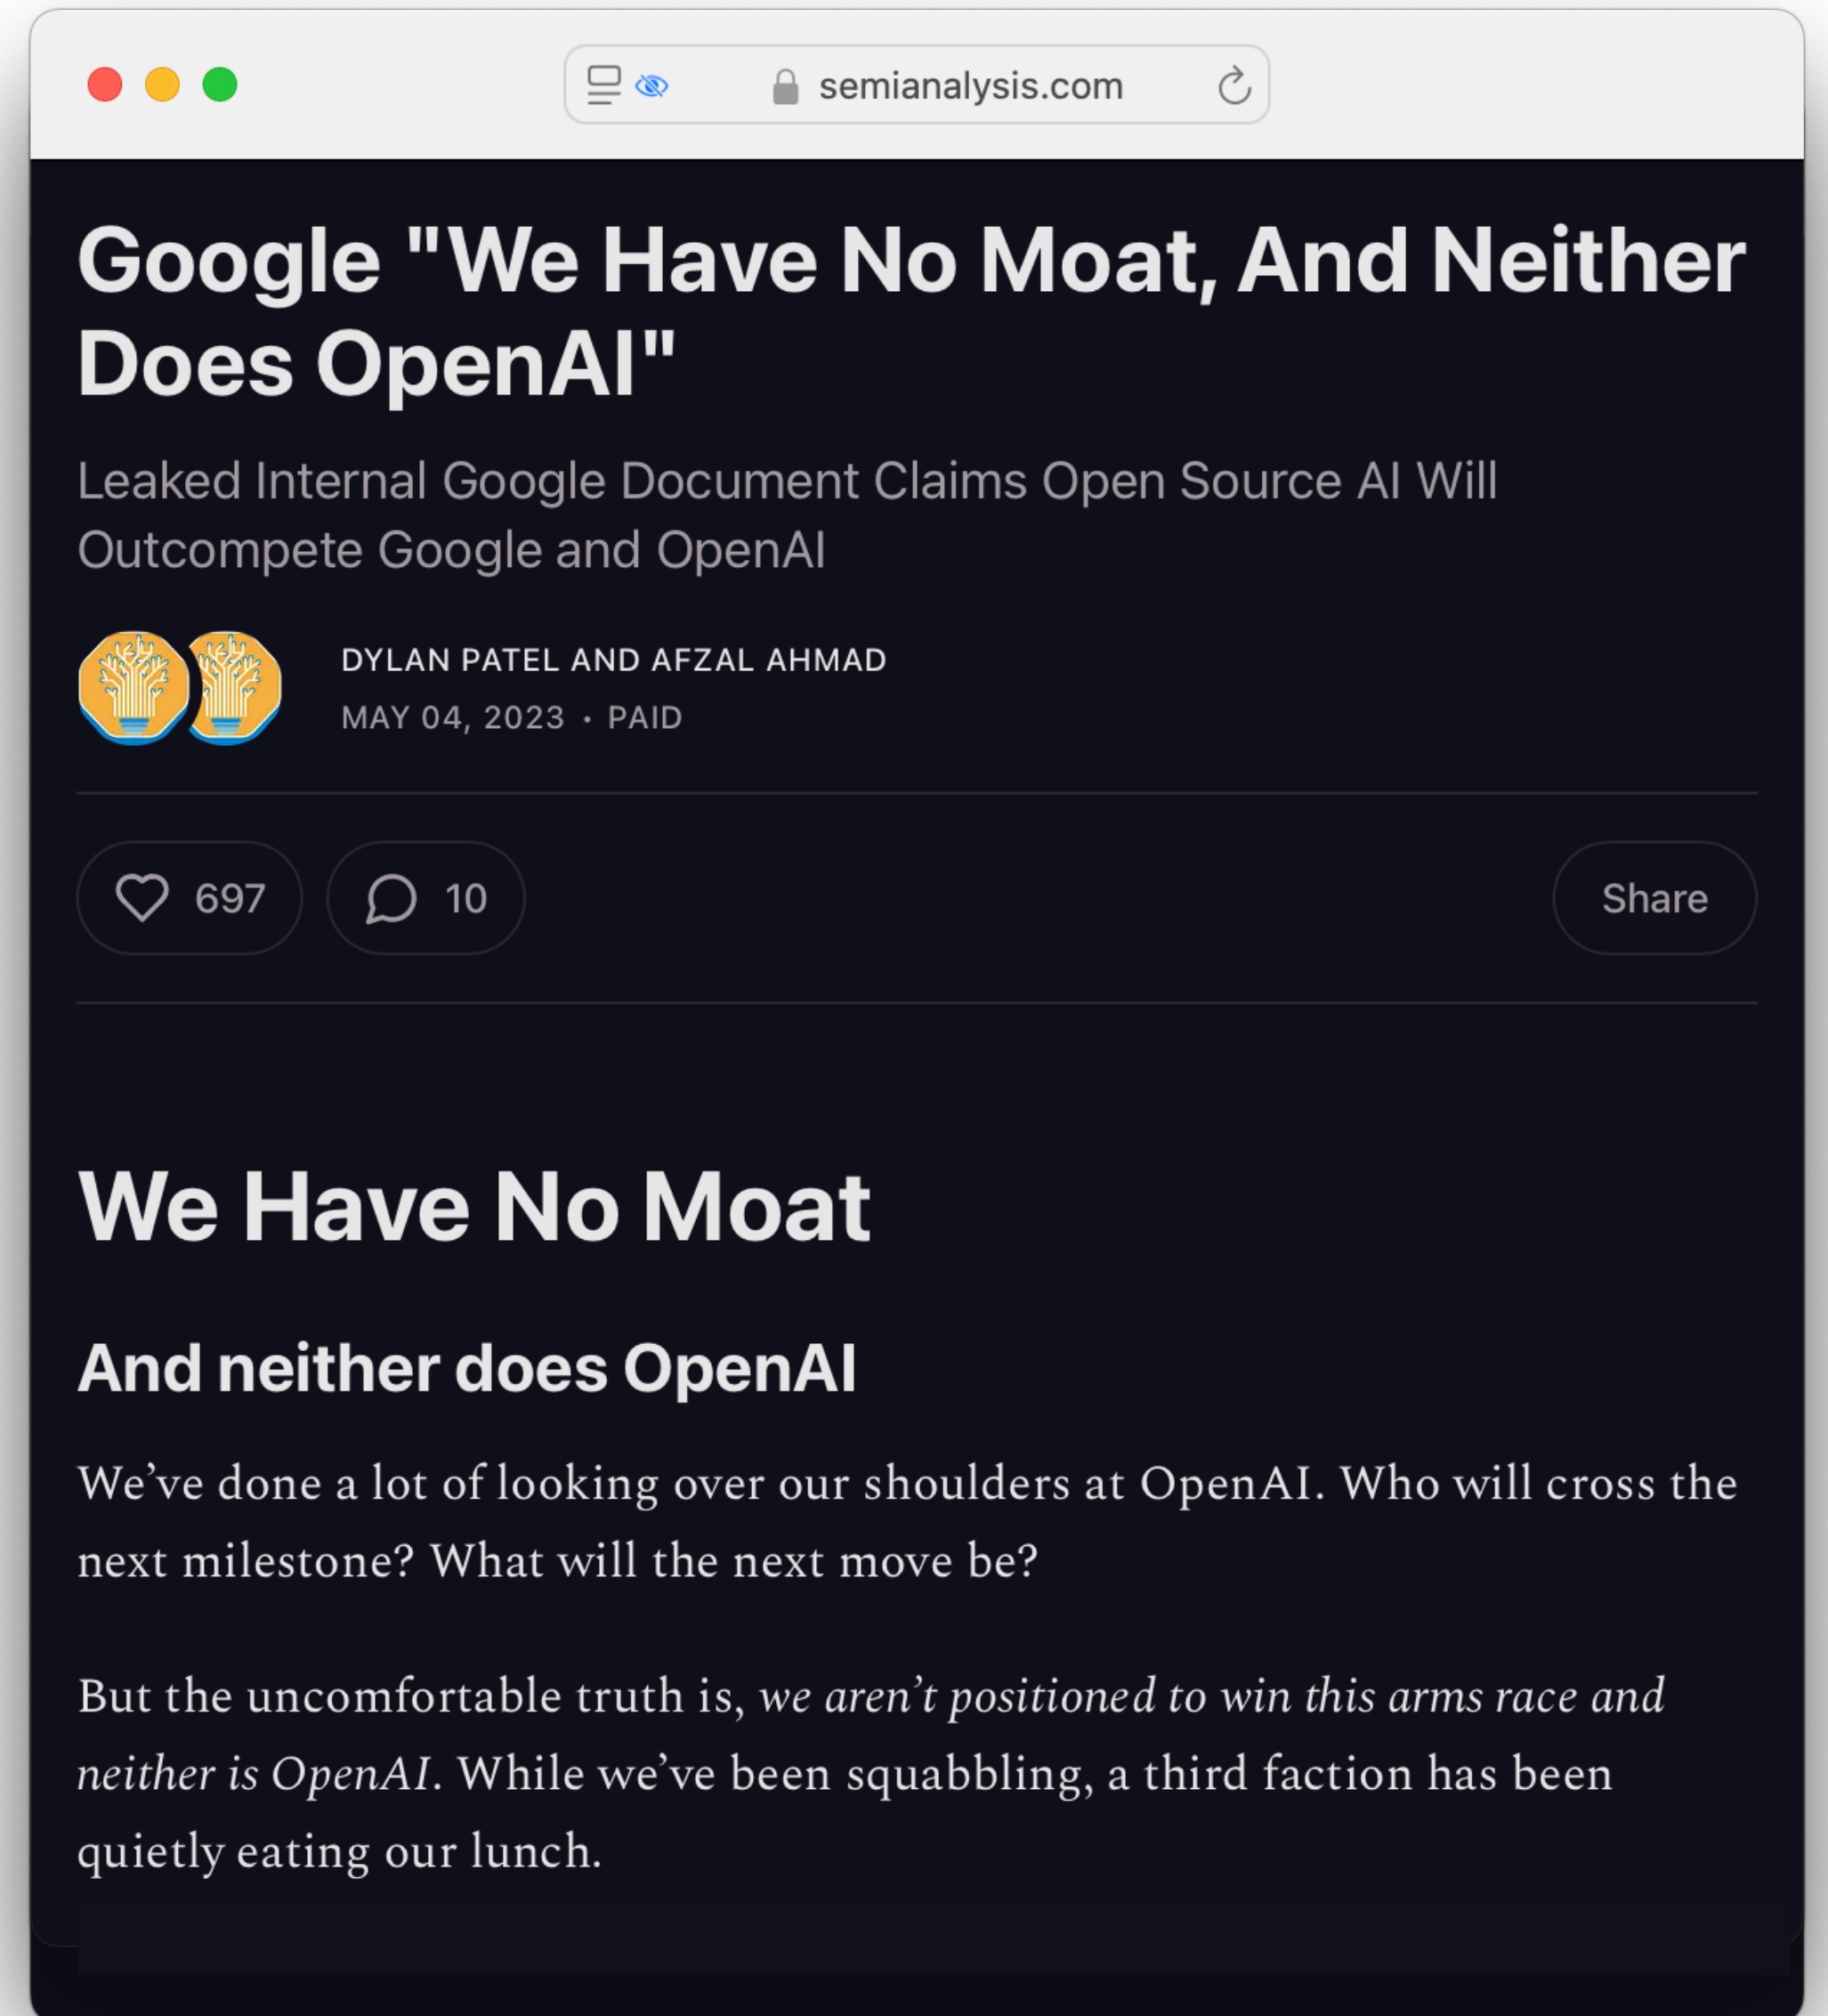 semianalysis.com
Google "We Have No Moat, And Neither
Does OpenAI"
Leaked Internal Google Document Claims Open Source AI Will
Outcompete Google and OpenAI
DYLAN PATEL AND AFZAL AHMAD
MAY 04, 2023 • PAID
697
10
Share
We Have No Moat
And neither does OpenAI
We’ve done a lot of looking over our shoulders at OpenAI. Who will cross the
next milestone? What will the next move be?
But the uncomfortable truth is, we aren’t positioned to win this arms race and
neither is OpenAI. While we’ve been squabbling, a third faction has been
quietly eating our lunch.